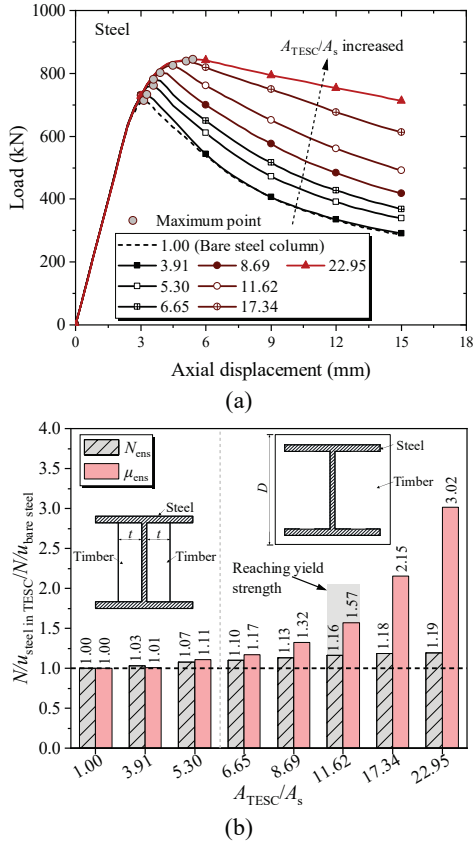 Steel
A_TESC/A_s increased
1000
800
600
400
200
0
Load (kN)
Maximum point
1.00 (Bare steel column)
3.91 8.69 22.95
5.30 11.62
6.65 17.34
0 3 6 9 12 15 18
Axial displacement (mm)
(a)
4.0
3.5
3.0
2.5
2.0
1.5
1.0
0.5
0.0
N/u_steel in TESC/N/u_bare steel
N_ens
μ_ens
Steel
Timber
t t
Timber
D
Steel
Timber
Reaching yield
strength
1.00 1.00 1.03 1.01 1.07 1.11 1.10 1.17 1.13 1.32 1.16 1.57 1.18 2.15 1.19 3.02
1.00 3.91 5.30 6.65 8.69 11.62 17.34 22.95
A_TESC/A_s
(b)